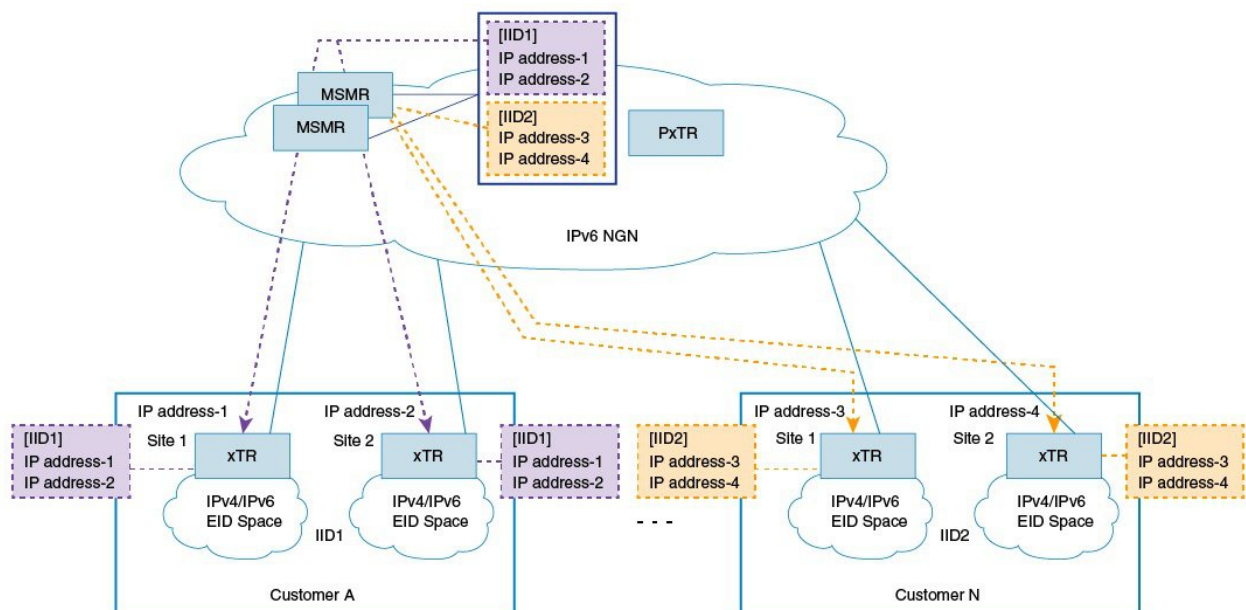 [IID1]
IP address-1
IP address-2
MSMR
MSMR
[IID2]
IP address-3
IP address-4
PxTR
IPv6 NGN
IP address-1
IP address-2
IP address-3
IP address-4
[IID1]
IP address-1
IP address-2
Site 1
xTR
Site 2
xTR
[IID1]
IP address-1
IP address-2
[IID2]
IP address-3
IP address-4
Site 1
xTR
Site 2
xTR
[IID2]
IP address-3
IP address-4
IPv4/IPv6
EID Space
IID1
IPv4/IPv6
EID Space
- - -
IPv4/IPv6
EID Space
IID2
IPv4/IPv6
EID Space
Customer A
Customer N